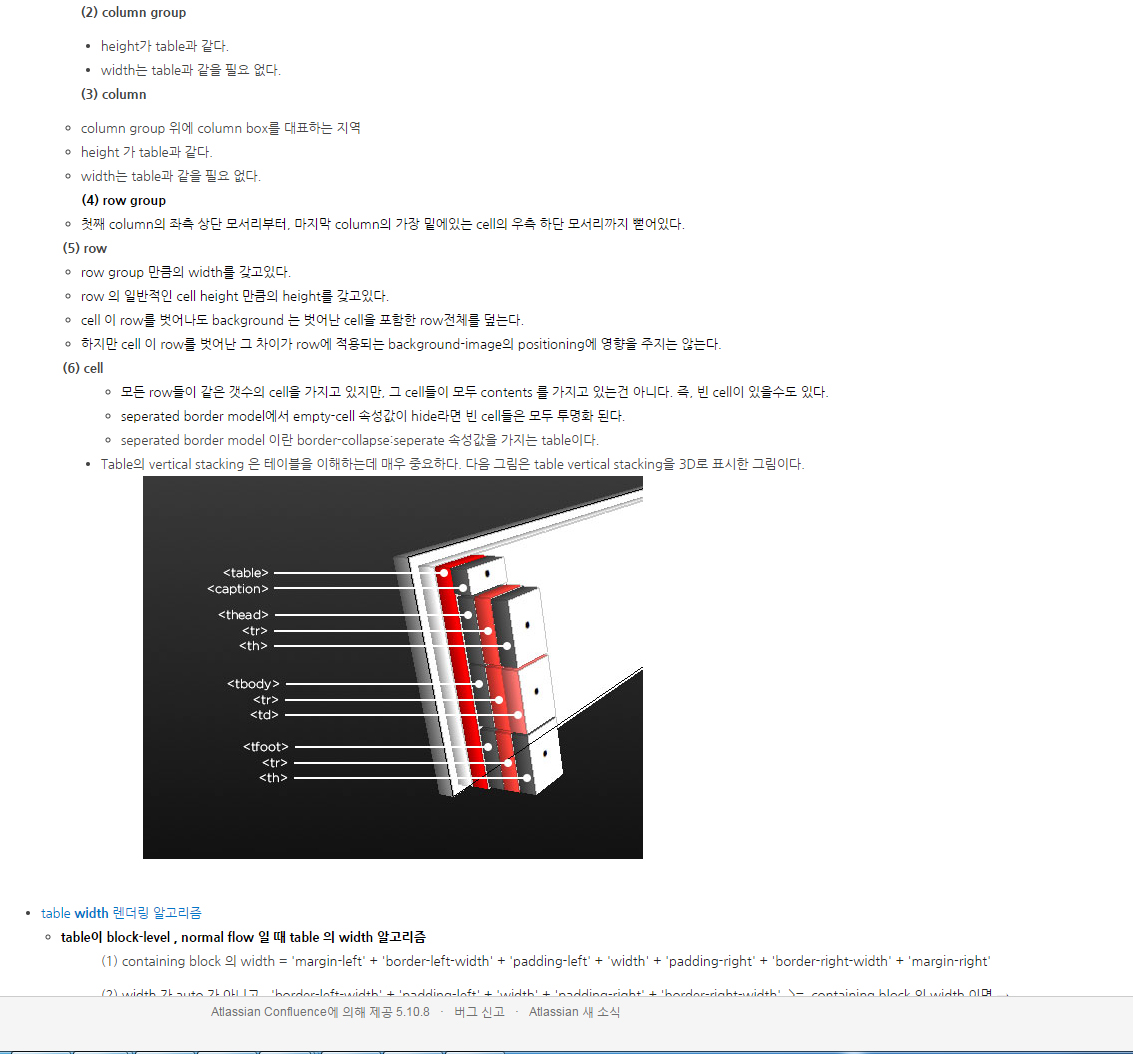 (2) column group
• height가 table과 같다.
• width는 table과 같을 필요 없다.
(3) column
◦ column group 위에 column box를 대표하는 지역
◦ height 가 table과 같다.
◦ width는 table과 같을 필요 없다.
(4) row group
◦ 첫째 column의 좌측 상단 모서리부터, 마지막 column의 가장 밑에있는 cell의 우측 하단 모서리까지 뻗어있다.
(5) row
◦ row group 만큼의 width를 갖고있다.
◦ row 의 일반적인 cell height 만큼의 height를 갖고있다.
◦ cell 이 row를 벗어나도 background 는 벗어난 cell을 포함한 row전체를 덮는다.
◦ 하지만 cell 이 row를 벗어난 그 차이가 row에 적용되는 background-image의 positioning에 영향을 주지는 않는다.
(6) cell
◦ 모든 row들이 같은 갯수의 cell을 가지고 있지만, 그 cell들이 모두 contents 를 가지고 있는건 아니다. 즉, 빈 cell이 있을수도 있다.
◦ seperated border model에서 empty-cell 속성값이 hide라면 빈 cell들은 모두 투명화 된다.
◦ seperated border model 이란 border-collapse:seperate 속성값을 가지는 table이다.
• Table의 vertical stacking 은 테이블을 이해하는데 매우 중요하다. 다음 그림은 table vertical stacking을 3D로 표시한 그림이다.
<table>
<caption>
<thead>
<tr>
<th>
<tbody>
<tr>
<td>
<tfoot>
<tr>
<th>
• table width 렌더링 알고리즘
◦ table이 block-level , normal flow 일 때 table 의 width 알고리즘
(1) containing block 의 width = 'margin-left' + 'border-left-width' + 'padding-left' + 'width' + 'padding-right' + 'border-right-width' + 'margin-right'
(2) width 가 auto 가 아니고, 'border-left-width' + 'padding-left' + 'width' + 'padding-right' + 'border-right-width' >= containing block 의 width 이면 →
Atlassian Confluence에 의해 제공 5.10.8 · 버그 신고 · Atlassian 새 소식